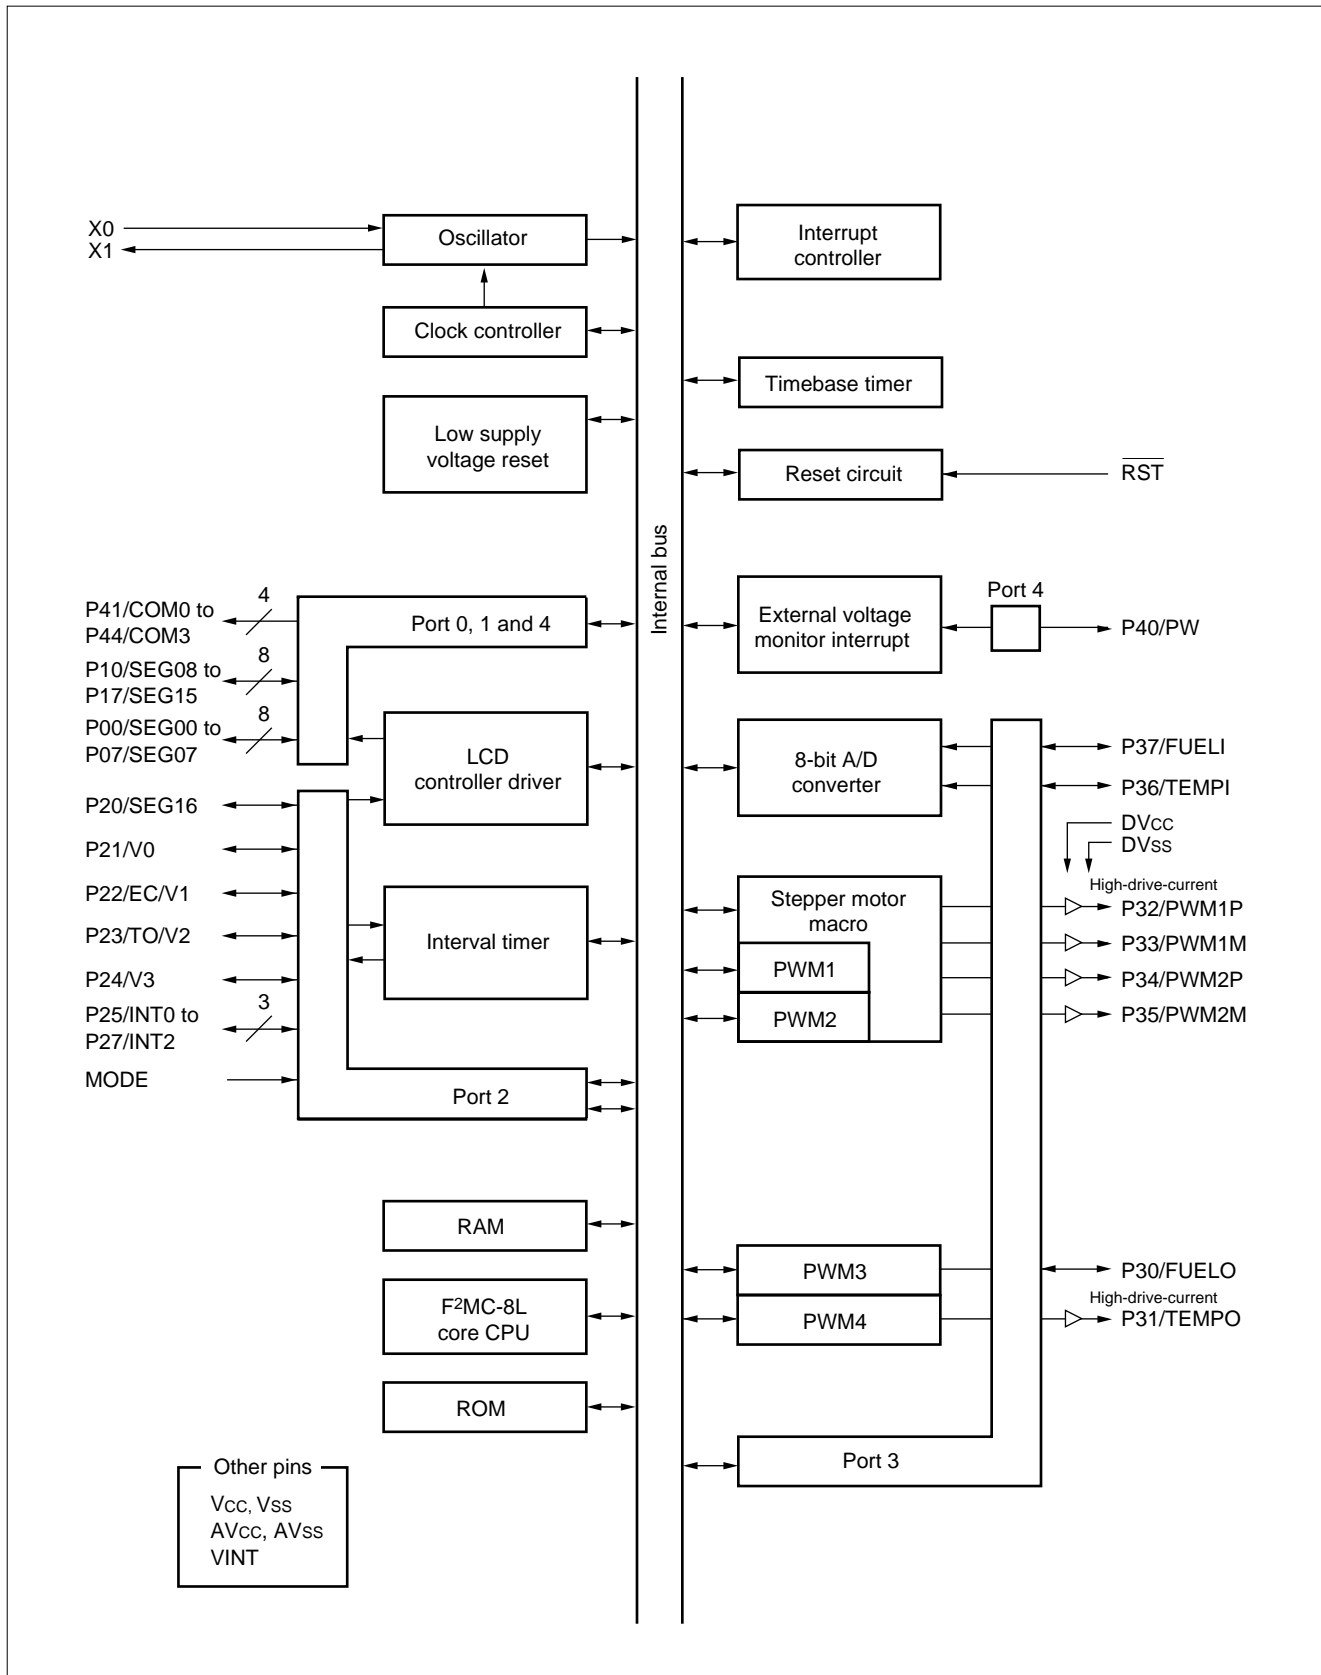 X0
X1
Oscillator
Clock controller
Low supply
voltage reset
P41/COM0 to
P44/COM3
4
P10/SEG08 to
P17/SEG15
8
P00/SEG00 to
P07/SEG07
8
Port 0, 1 and 4
LCD
controller driver
P20/SEG16
P21/V0
P22/EC/V1
P23/TO/V2
P24/V3
P25/INT0 to
P27/INT2
3
MODE
Interval timer
Port 2
RAM
F²MC-8L
core CPU
ROM
Other pins
VCC, VSS
AVCC, AVSS
VINT
Internal bus
Interrupt
controller
Timebase timer
Reset circuit
R̅S̅T̅
External voltage
monitor interrupt
Port 4
P40/PW
8-bit A/D
converter
P37/FUELI
P36/TEMPI
DVCC
DVSS
High-drive-current
Stepper motor
macro
PWM1
PWM2
P32/PWM1P
P33/PWM1M
P34/PWM2P
P35/PWM2M
PWM3
PWM4
P30/FUELO
High-drive-current
P31/TEMPO
Port 3